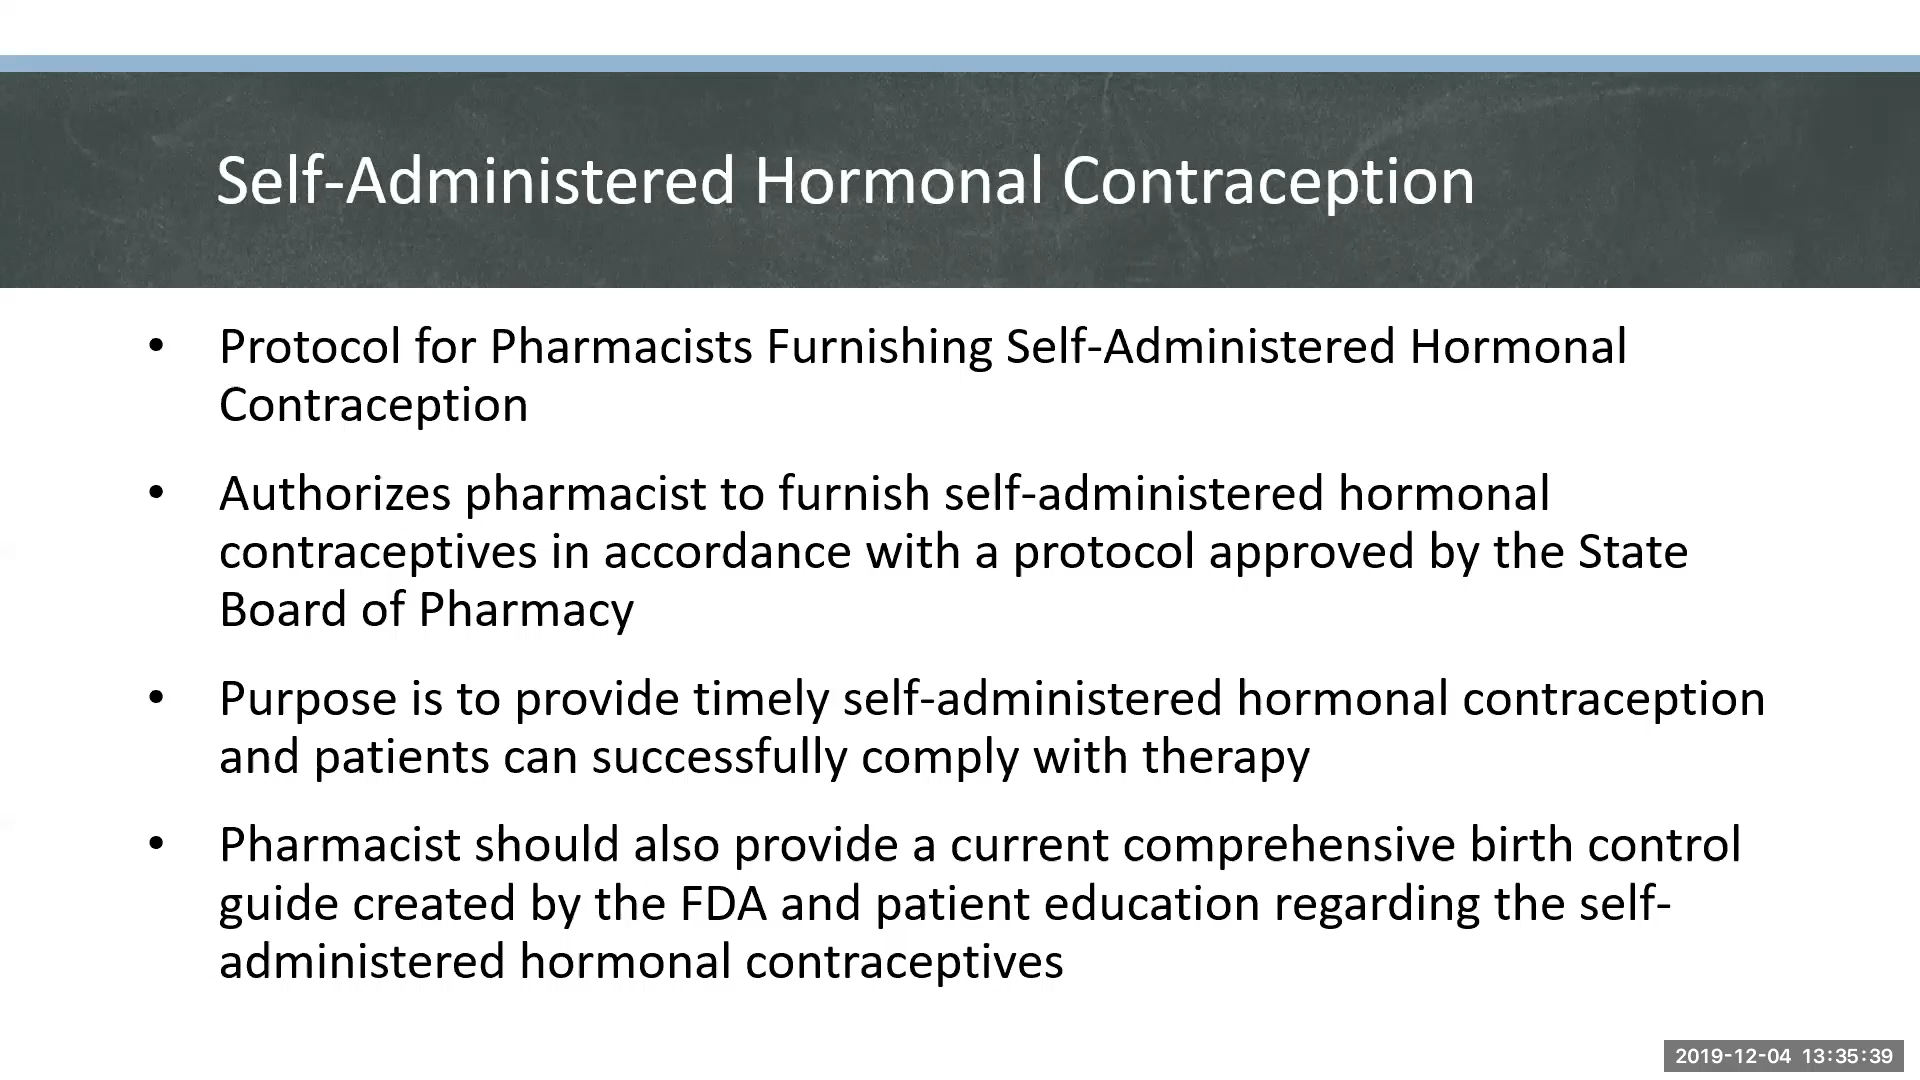 Self-Administered Hormonal Contraception
• Protocol for Pharmacists Furnishing Self-Administered Hormonal
Contraception
• Authorizes pharmacist to furnish self-administered hormonal
contraceptives in accordance with a protocol approved by the State
Board of Pharmacy
• Purpose is to provide timely self-administered hormonal contraception
and patients can successfully comply with therapy
• Pharmacist should also provide a current comprehensive birth control
guide created by the FDA and patient education regarding the self-
administered hormonal contraceptives
2019-12-04 13:35:39